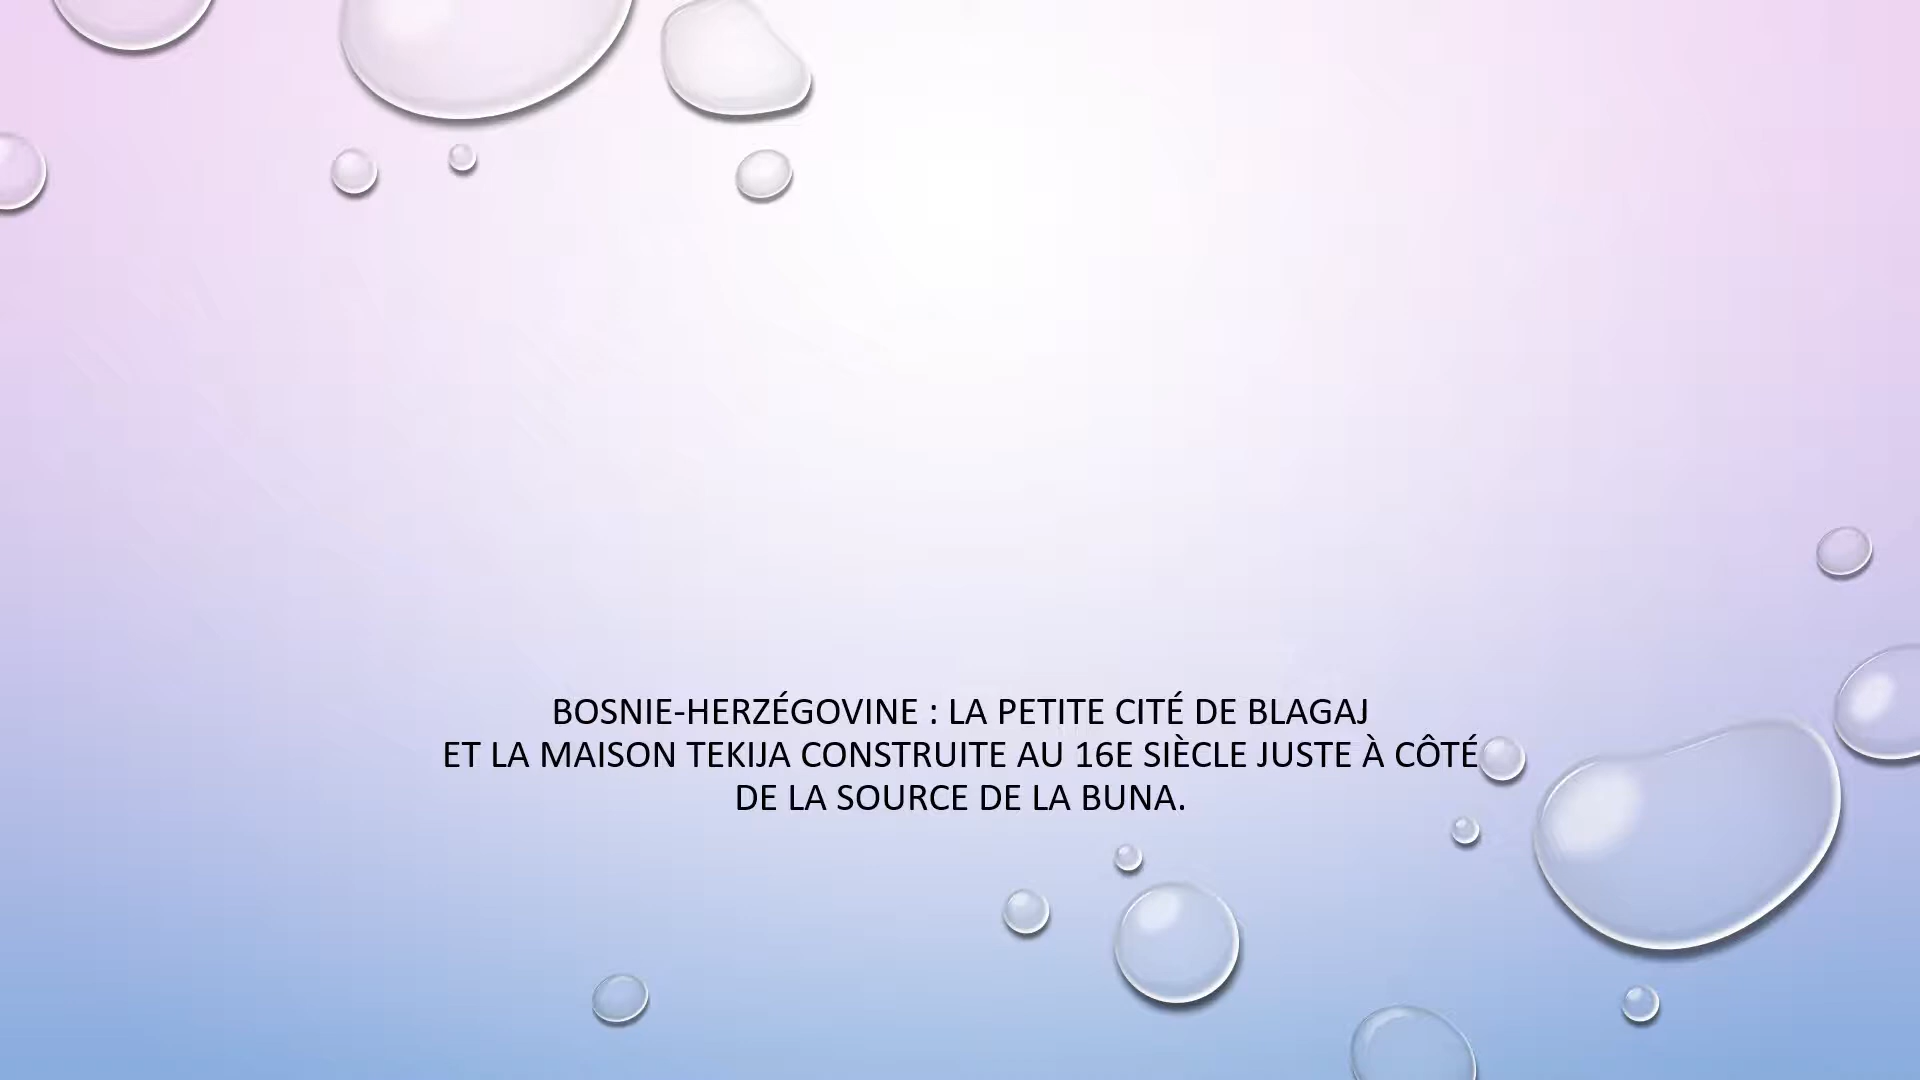 BOSNIE-HERZÉGOVINE : LA PETITE CITÉ DE BLAGAJ
ET LA MAISON TEKIJA CONSTRUITE AU 16E SIÈCLE JUSTE À CÔTÉ
DE LA SOURCE DE LA BUNA.